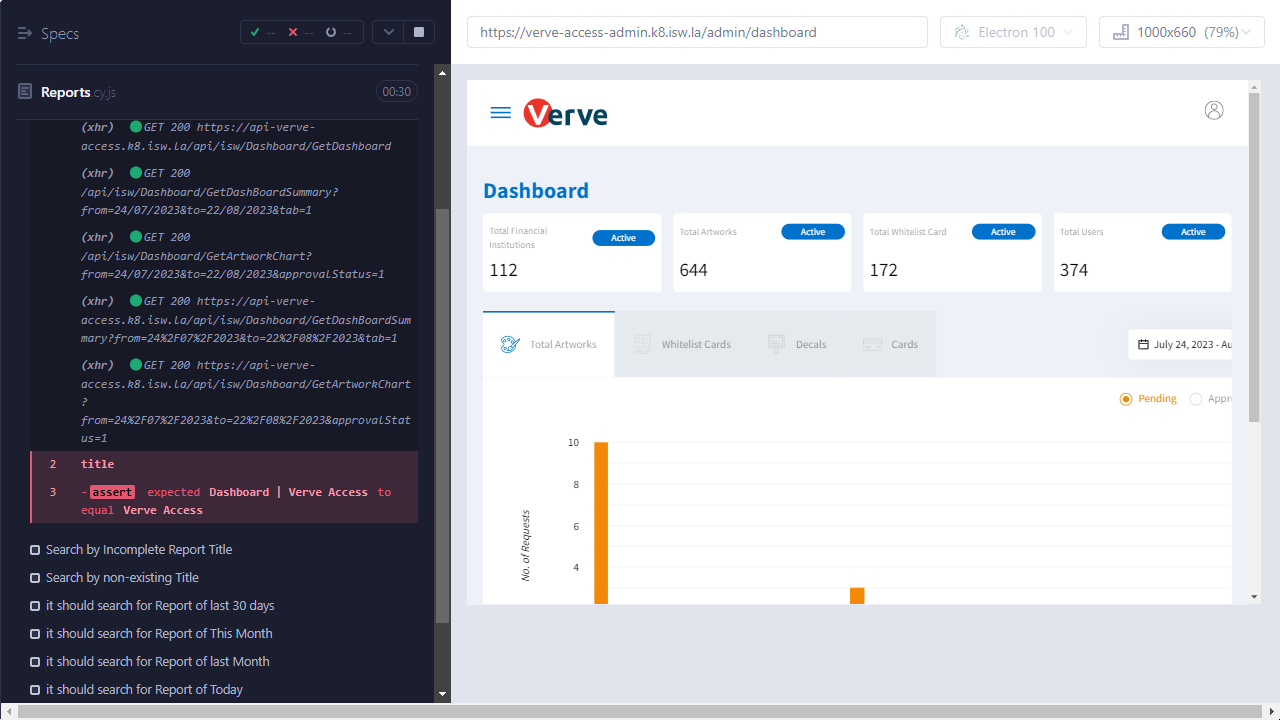 Specs
--
--
--
Reports.cy.js
00:30
(xhr) GET 200 https://api-verve-
access.k8.isw.la/api/isw/Dashboard/GetDashboard
(xhr) GET 200
/api/isw/Dashboard/GetDashBoardSummary?
from=24/07/2023&to=22/08/2023&tab=1
(xhr) GET 200
/api/isw/Dashboard/GetArtworkChart?
from=24/07/2023&to=22/08/2023&approvalStatus=1
(xhr) GET 200 https://api-verve-
access.k8.isw.la/api/isw/Dashboard/GetDashBoardSum
mary?from=24%2F07%2F2023&to=22%2F08%2F2023&tab=1
(xhr) GET 200 https://api-verve-
access.k8.isw.la/api/isw/Dashboard/GetArtworkChart
?
from=24%2F07%2F2023&to=22%2F08%2F2023&approvalStat
us=1
2 title
3 -assert expected Dashboard | Verve Access to
equal Verve Access
Search by Incomplete Report Title
Search by non-existing Title
it should search for Report of last 30 days
it should search for Report of This Month
it should search for Report of last Month
it should search for Report of Today
https://verve-access-admin.k8.isw.la/admin/dashboard
Electron 100
1000x660 (79%)
Verve
Dashboard
Total Financial
Institutions
Active
112
Total Artworks
Active
644
Total Whitelist Card
Active
172
Total Users
Active
374
Total Artworks
Whitelist Cards
Decals
Cards
July 24, 2023 - Au
Pending
Appr
10
8
6
4
No. of Requests